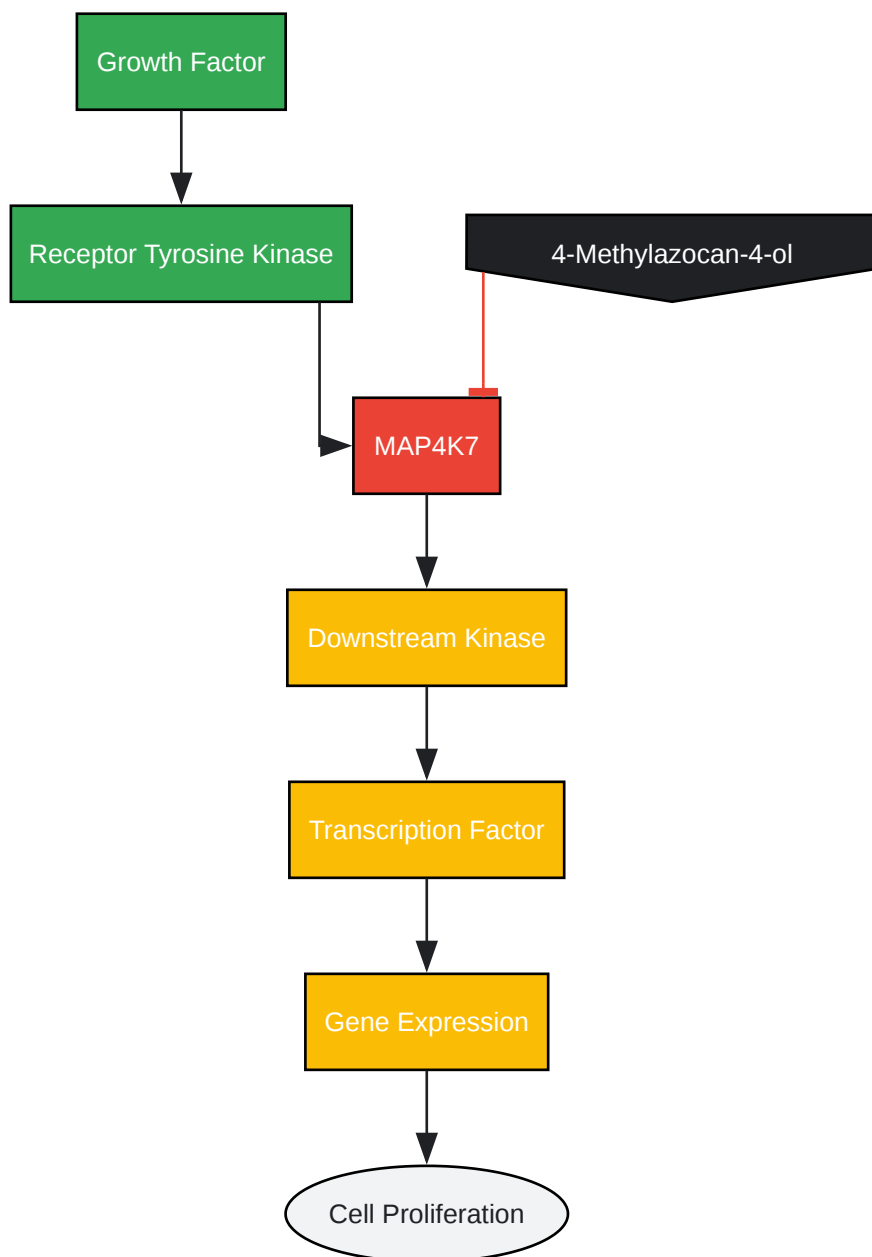 Growth Factor
Receptor Tyrosine Kinase
4-Methylazocan-4-ol
MAP4K7
Downstream Kinase
Transcription Factor
Gene Expression
Cell Proliferation